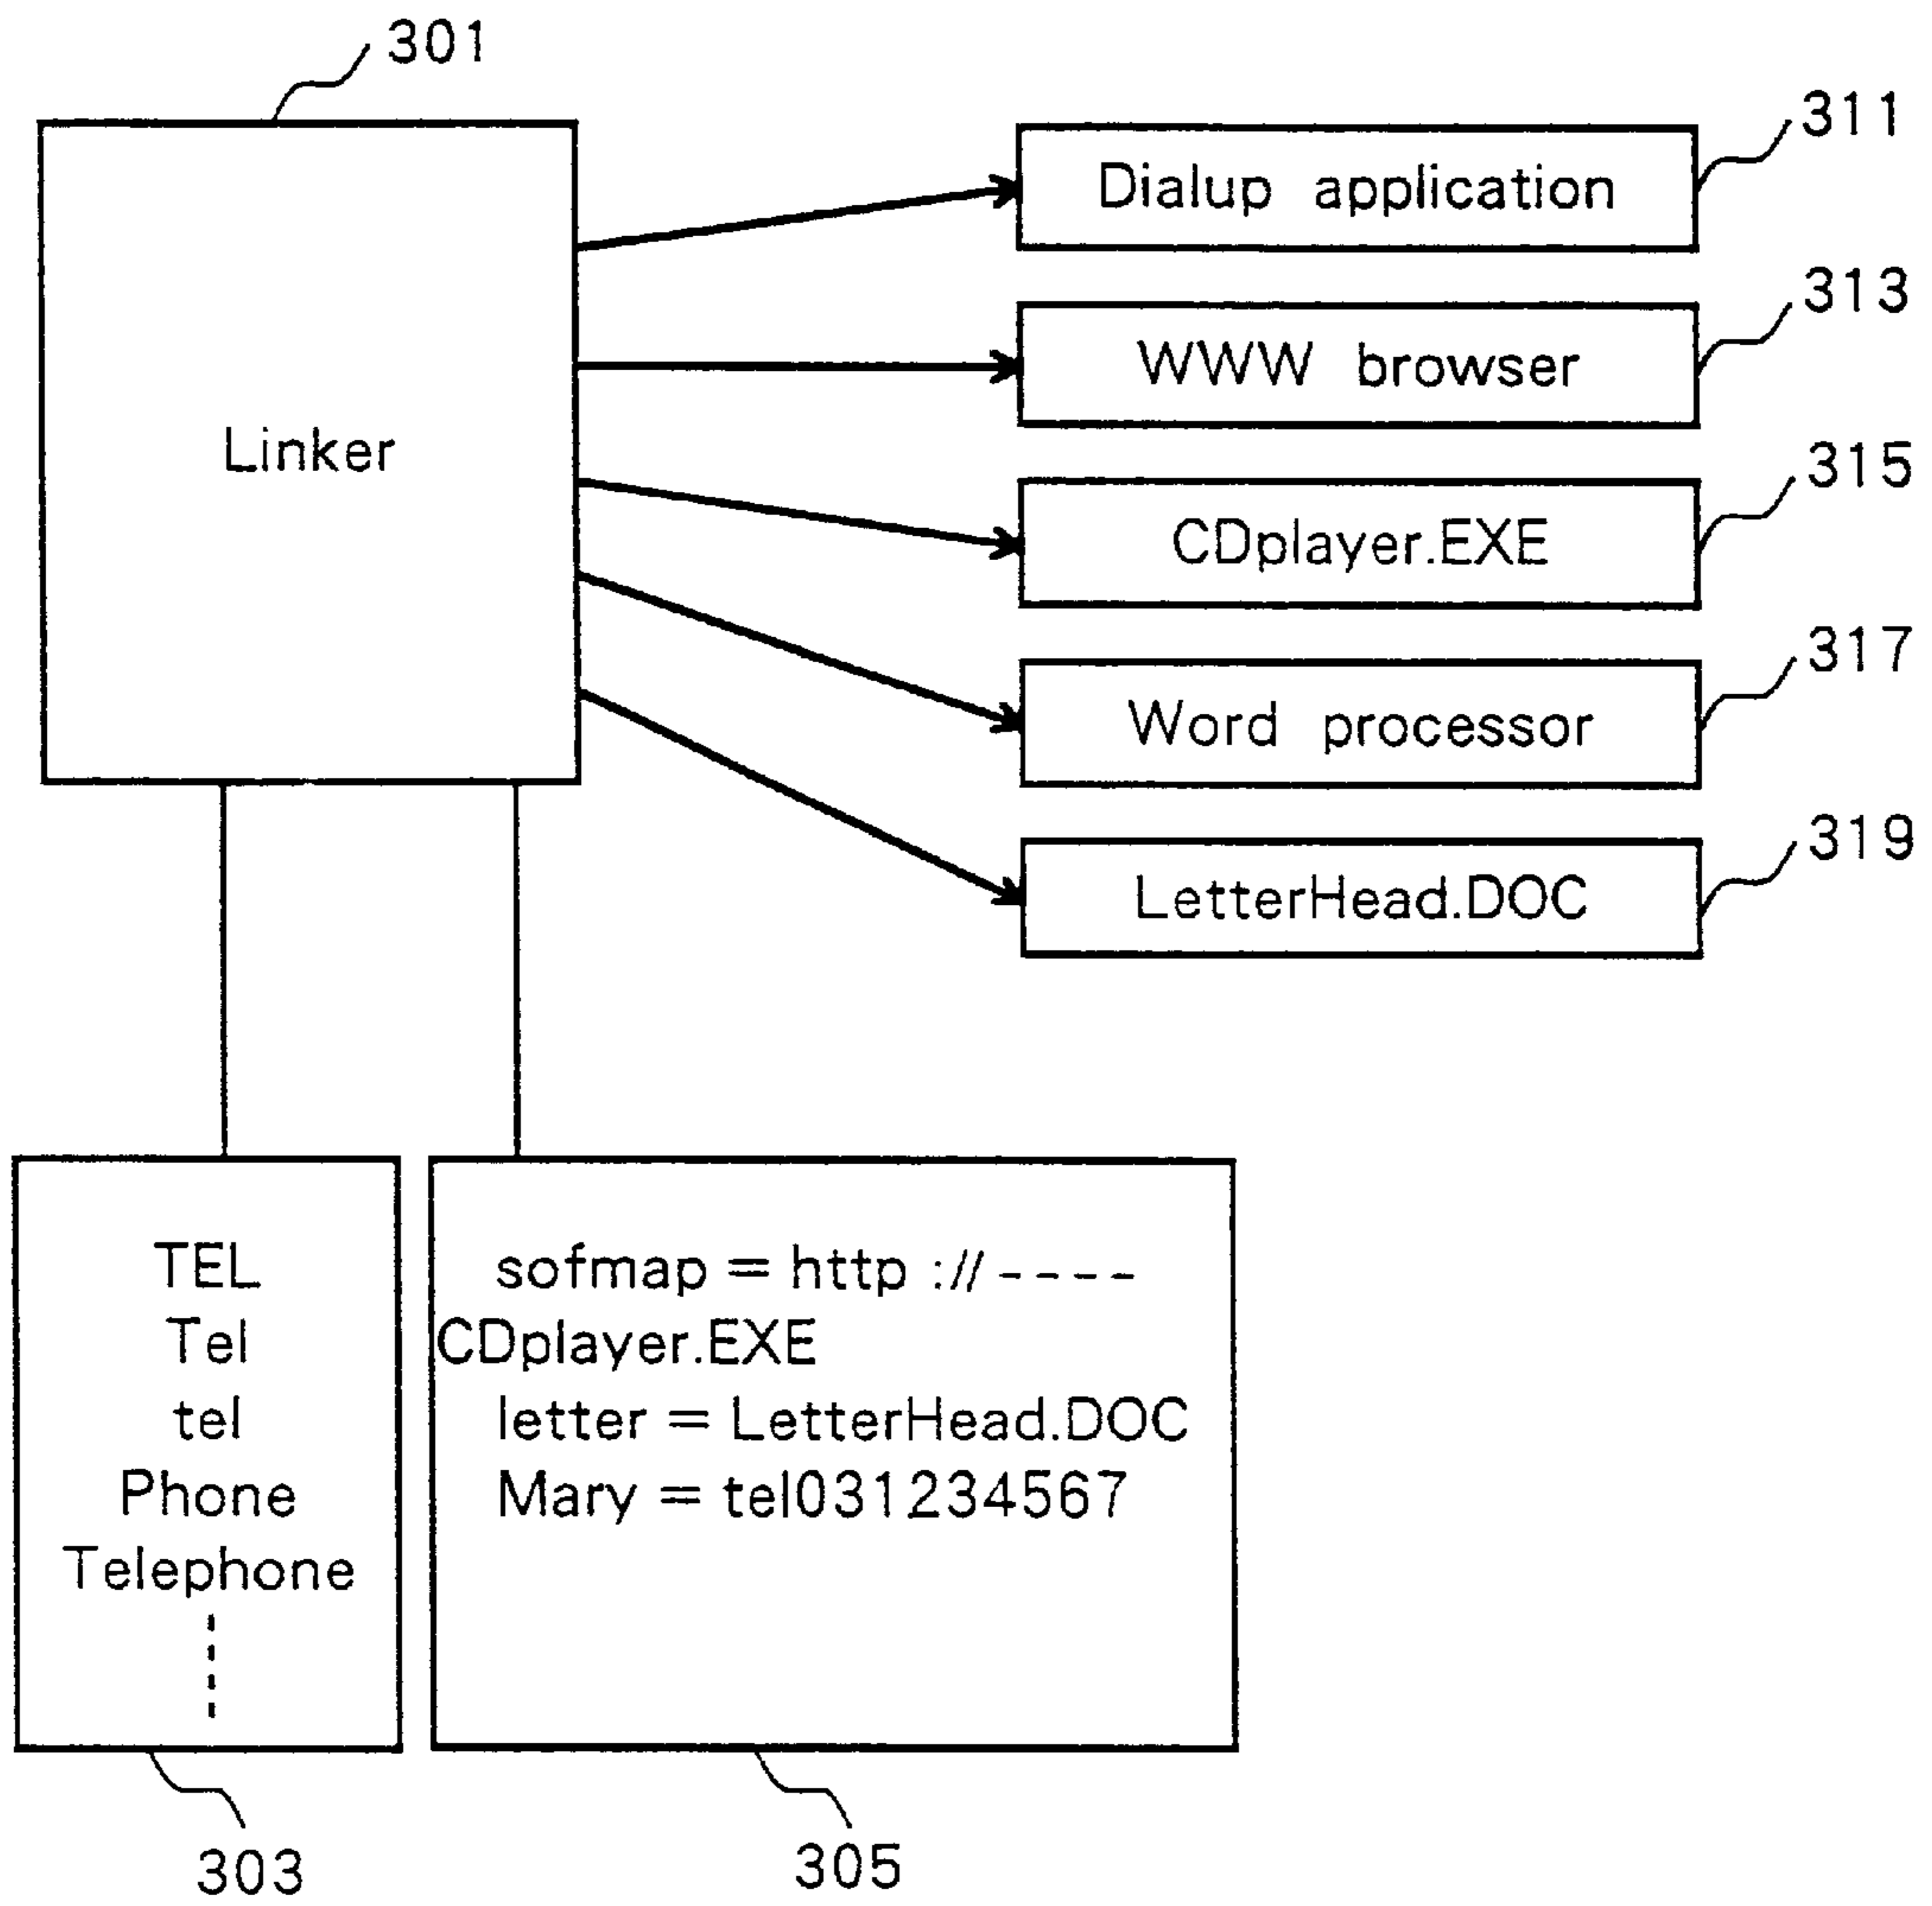 301
311
Dialup application
313
WWW browser
Linker
315
CDplayer.EXE
317
Word processor
319
LetterHead.DOC
TEL
Tel
tel
Phone
Telephone
sofmap = http ://----
CDplayer.EXE
letter = LetterHead.DOC
Mary = tel031234567
303
305